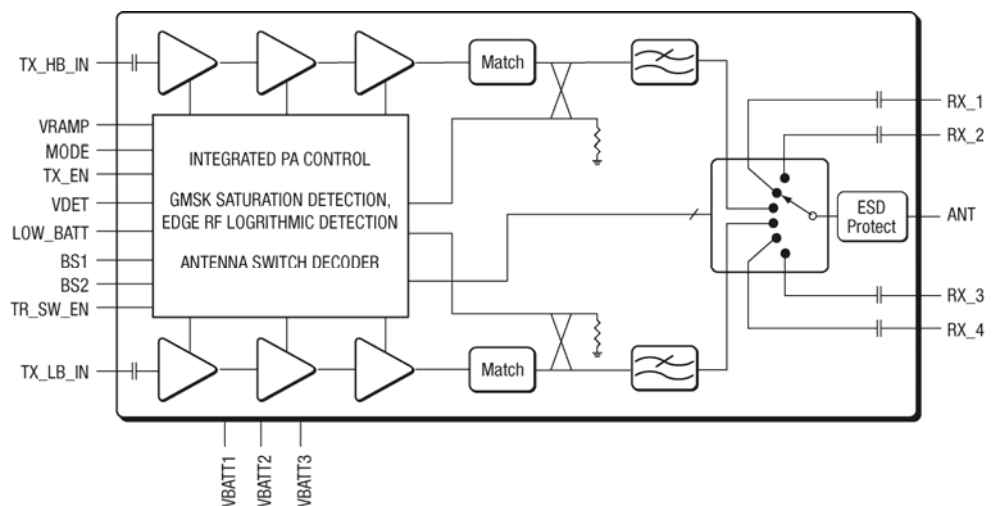 TX_HB_IN
Match
VRAMP
MODE
TX_EN
VDET
LOW_BATT
BS1
BS2
TR_SW_EN
INTEGRATED PA CONTROL
GMSK SATURATION DETECTION,
EDGE RF LOGRITHMIC DETECTION
ANTENNA SWITCH DECODER
RX_1
RX_2
ESD
Protect
ANT
RX_3
RX_4
TX_LB_IN
Match
VBATT1
VBATT2
VBATT3